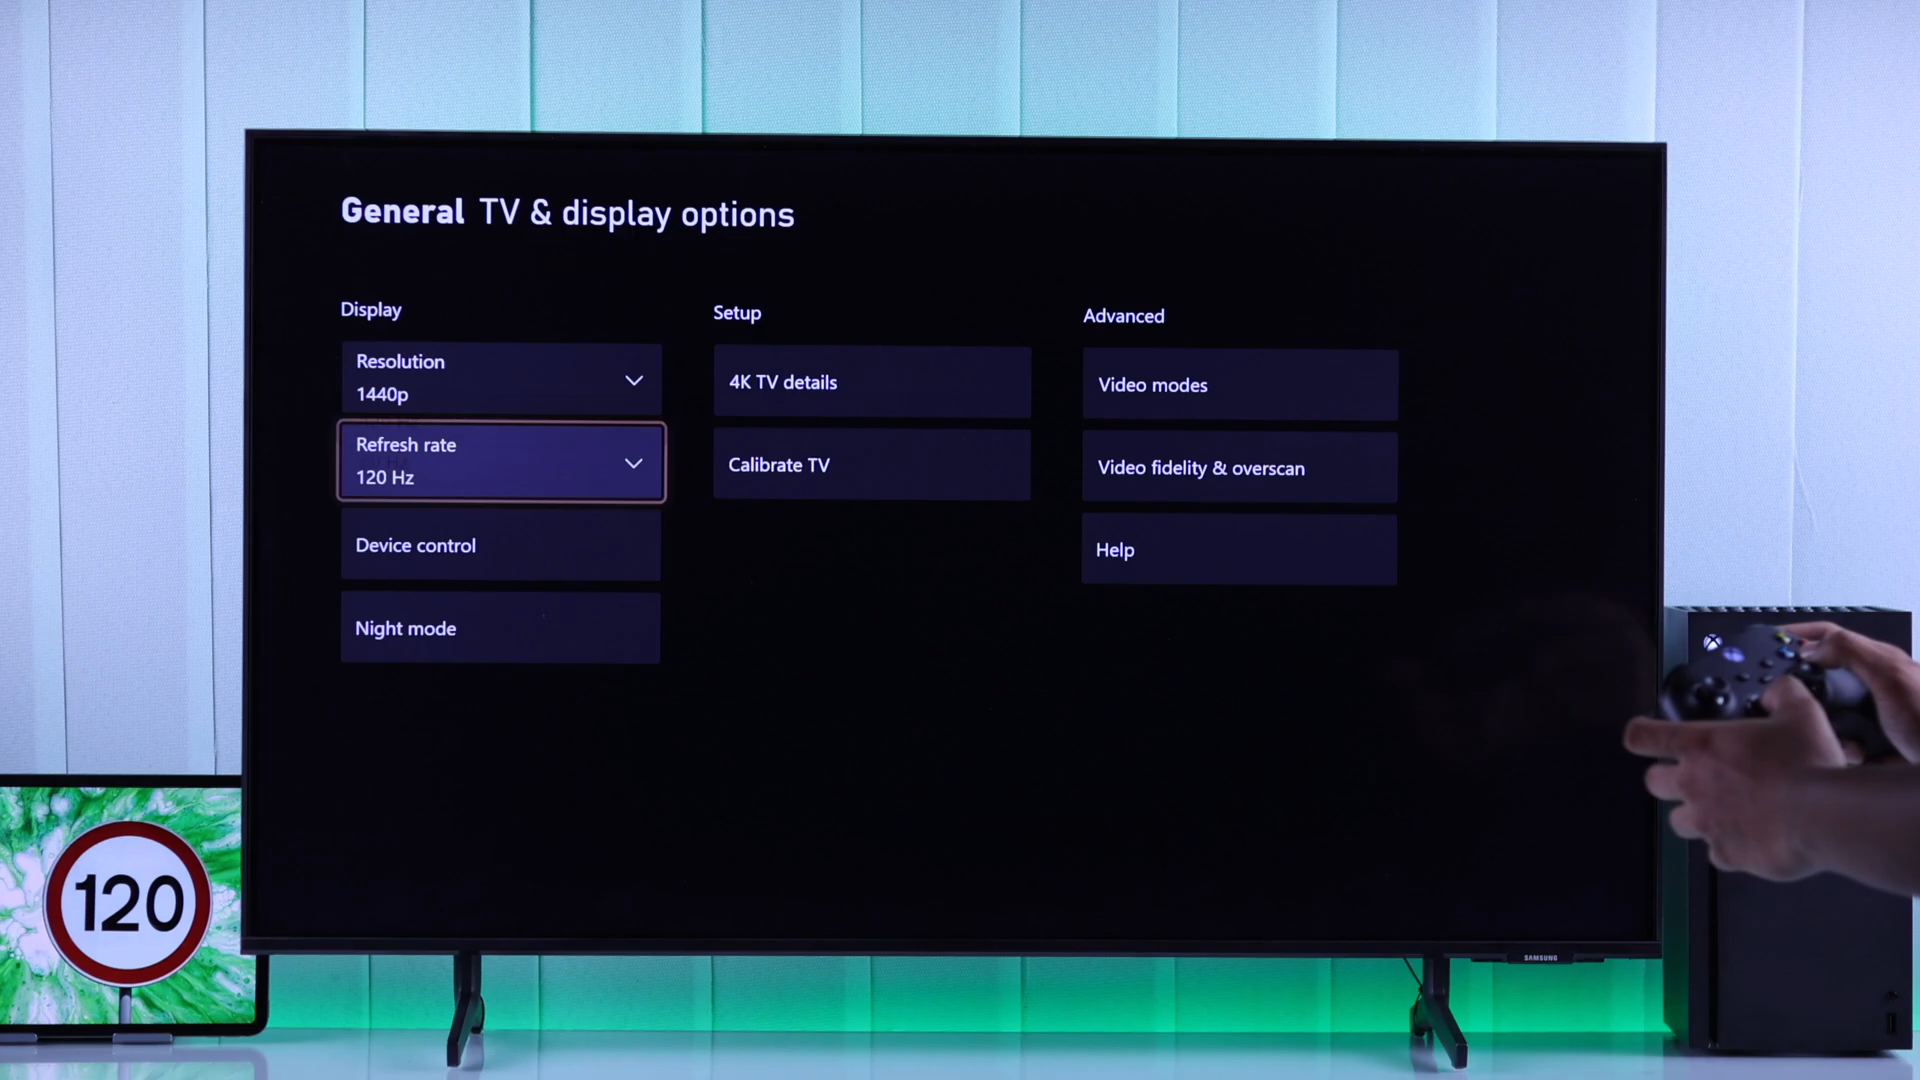 General TV & display options
Display
Resolution
1440p
Refresh rate
120 Hz
Device control
Night mode
Setup
4K TV details
Calibrate TV
Advanced
Video modes
Video fidelity & overscan
Help
120
SAMSUNG